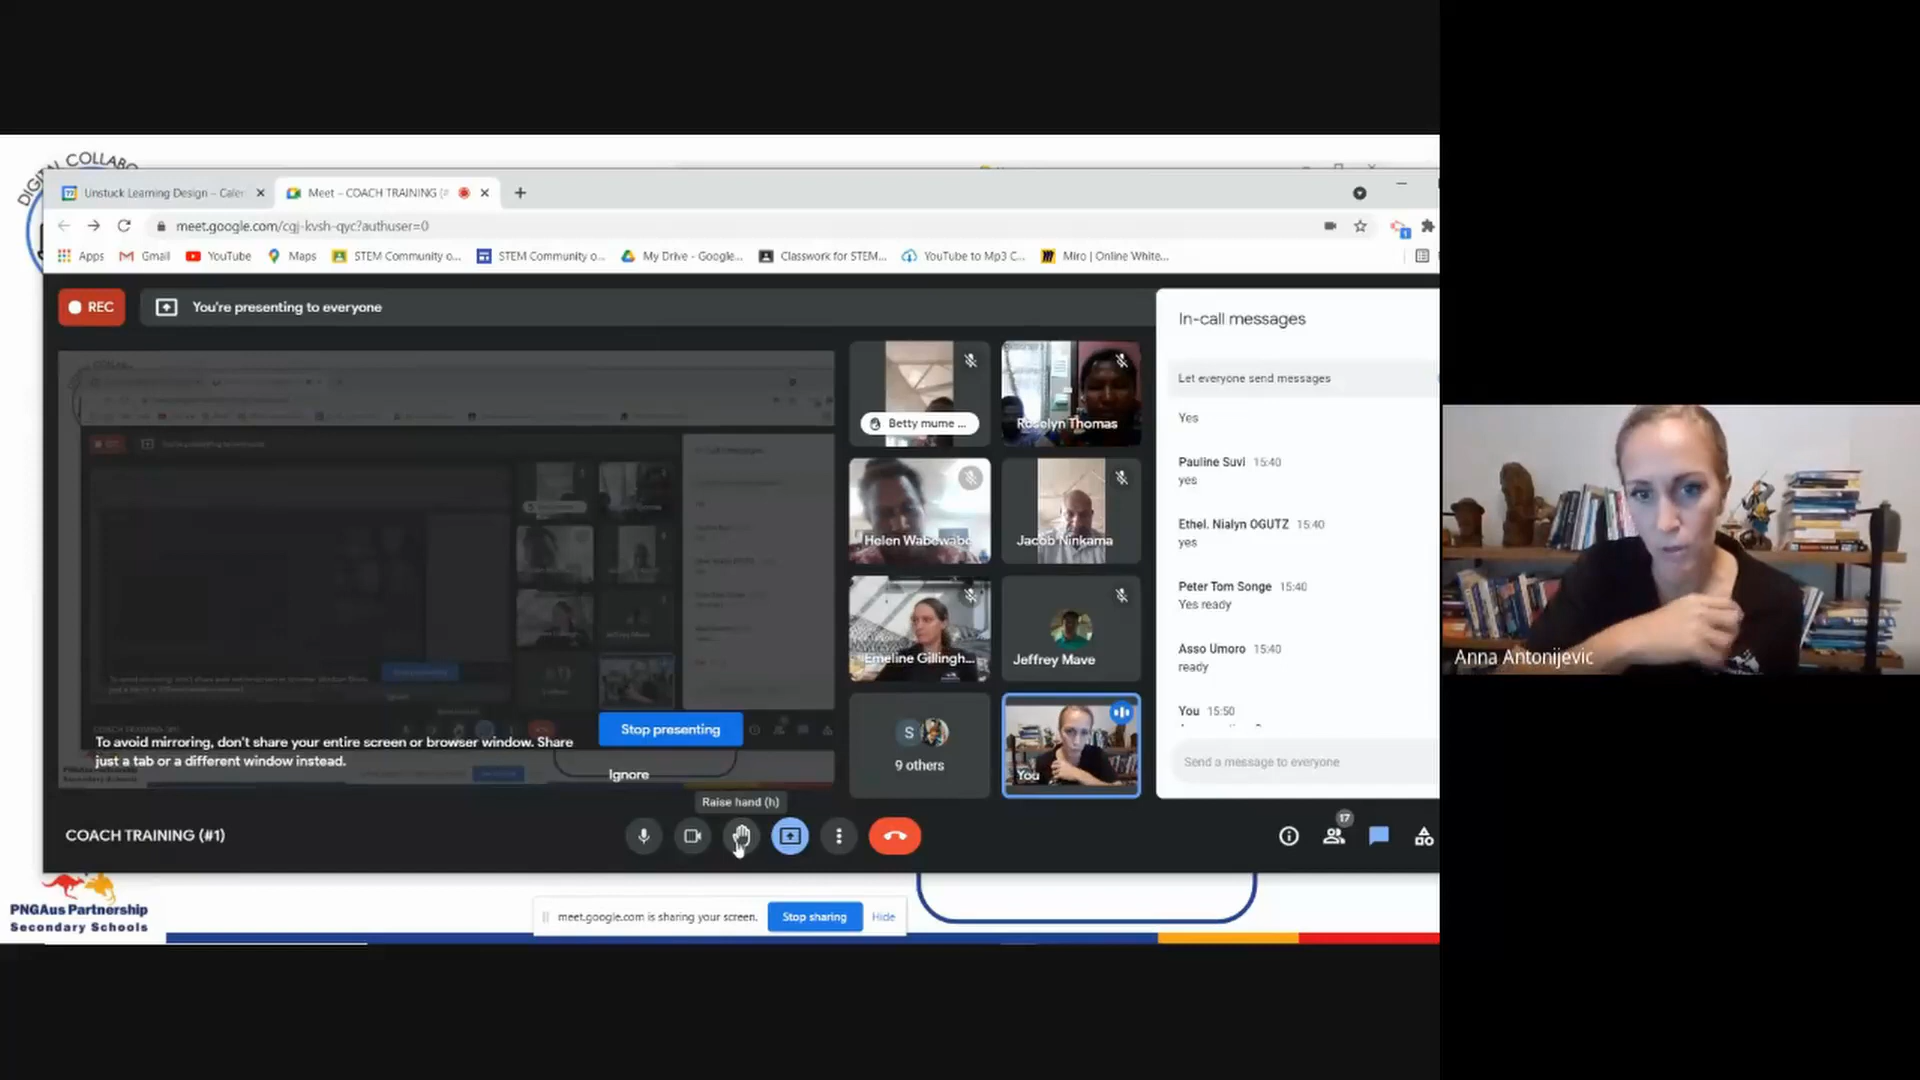 DIGITAL COLLABO
Unstuck Learning Design – Caler
Meet – COACH TRAINING (#
meet.google.com/cgj-kvsh-qyc?authuser=0
Apps
Gmail
YouTube
Maps
STEM Community o...
STEM Community o...
My Drive - Google...
Classwork for STEM...
YouTube to Mp3 C...
Miro | Online White...
REC
You're presenting to everyone
In-call messages
Let everyone send messages
Yes
Pauline Suvi 15:40
yes
Ethel. Nialyn OGUTZ 15:40
yes
Peter Tom Songe 15:40
Yes ready
Asso Umoro 15:40
ready
You 15:50
Send a message to everyone
Betty mume ...
Roselyn Thomas
Helen Wabewabe
Jacob Ninkama
Emeline Gillingh...
Jeffrey Mave
S
9 others
You
To avoid mirroring, don't share your entire screen or browser window. Share
just a tab or a different window instead.
Stop presenting
Ignore
Raise hand (h)
COACH TRAINING (#1)
17
PNGAus Partnership
Secondary Schools
meet.google.com is sharing your screen.
Stop sharing
Hide
Anna Antonijevic